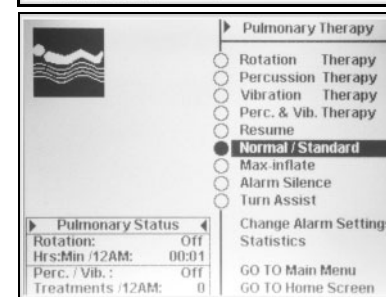 Pulmonary Therapy
Rotation Therapy
Percussion Therapy
Vibration Therapy
Perc. & Vib. Therapy
Resume
Normal / Standard
Max-inflate
Alarm Silence
Turn Assist
Change Alarm Settings
Statistics
GO TO Main Menu
GO TO Home Screen
Pulmonary Status
Rotation: Off
Hrs:Min /12AM: 00:01
Perc. / Vib. : Off
Treatments /12AM: 0